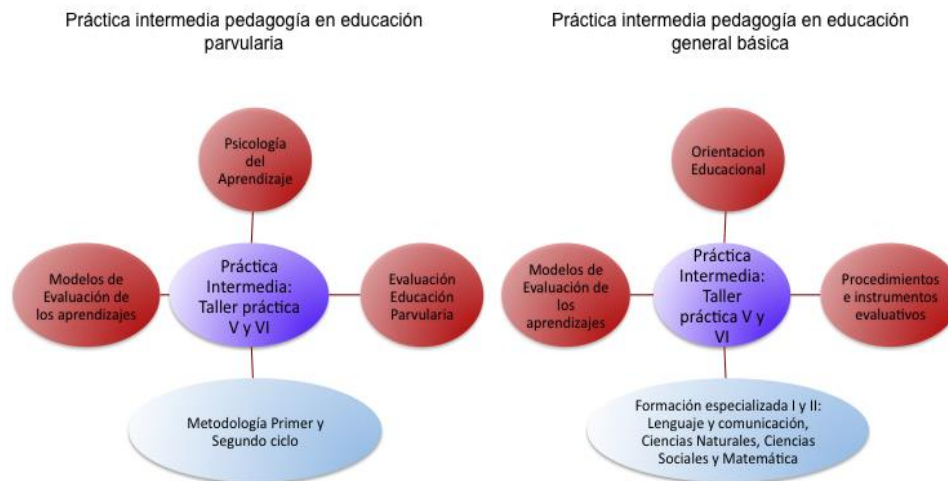 Práctica intermedia pedagogía en educación
parvularia
Práctica intermedia pedagogía en educación
general básica
Psicología
del
Aprendizaje
Modelos de
Evaluación de
los aprendizajes
Práctica
Intermedia:
Taller práctica
V y VI
Evaluación
Educación
Parvularia
Metodología Primer y
Segundo ciclo
Orientacion
Educacional
Modelos de
Evaluación de
los
aprendizajes
Práctica
Intermedia:
Taller
práctica V y
VI
Procedimientos
e instrumentos
evaluativos
Formación especializada I y II:
Lenguaje y comunicación,
Ciencias Naturales, Ciencias
Sociales y Matemática